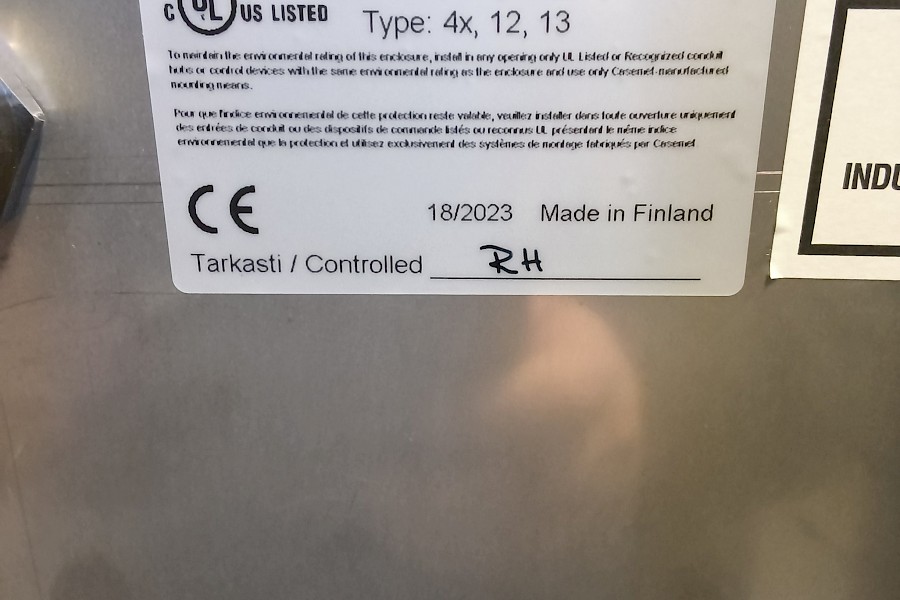 C UL US LISTED
Type: 4x, 12, 13
To maintain the environmental rating of this enclosure, install in any opening only UL Listed or Recognized conduit
hubs or control devices with the same environmental rating as the enclosure and use only Casemet-manufactured
mounting means.
Pour que l'indice environnemental de cette protection reste valable, veuillez installer dans toute ouverture uniquement
des entrées de conduit ou des dispositifs de commande listés ou reconnus UL présentant le même indice
environnemental que la protection et utilisez exclusivement des systèmes de montage fabriqués par Casemet.
CE
18/2023 Made in Finland
Tarkasti / Controlled RH